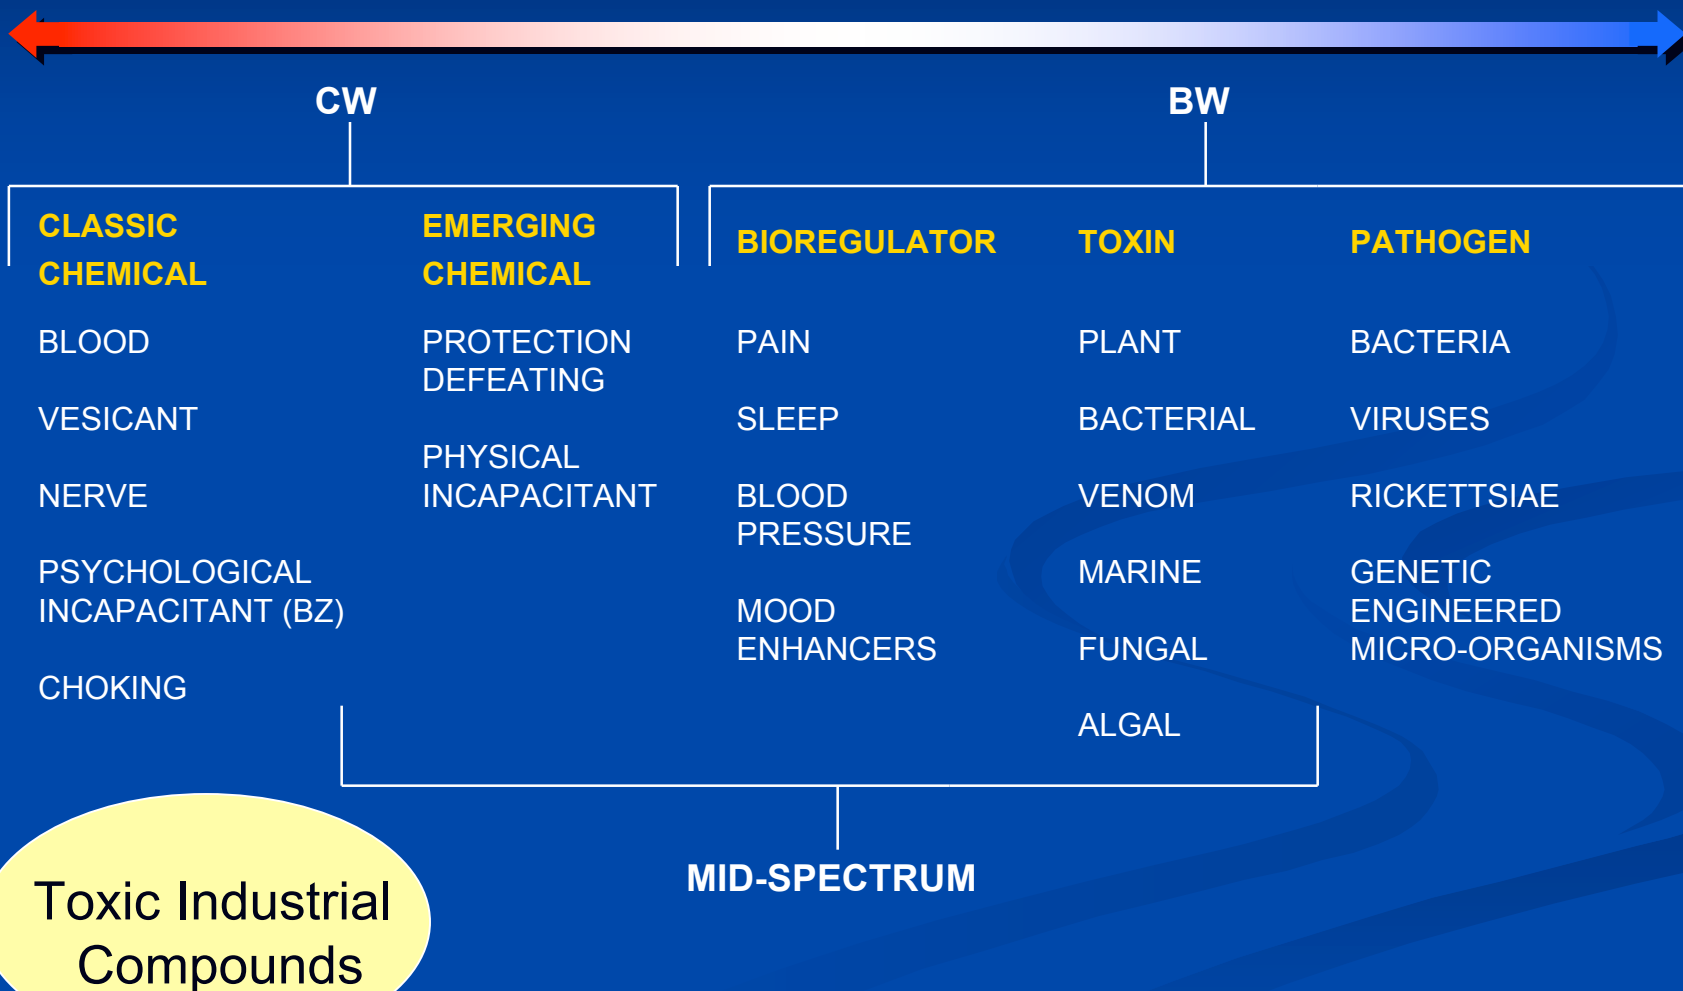 CW
BW
CLASSIC
CHEMICAL
EMERGING
CHEMICAL
BIOREGULATOR
TOXIN
PATHOGEN
BLOOD
VESICANT
NERVE
PSYCHOLOGICAL
INCAPACITANT (BZ)
CHOKING
PROTECTION
DEFEATING
PHYSICAL
INCAPACITANT
PAIN
SLEEP
BLOOD
PRESSURE
MOOD
ENHANCERS
PLANT
BACTERIAL
VENOM
MARINE
FUNGAL
ALGAL
BACTERIA
VIRUSES
RICKETTSIAE
GENETIC
ENGINEERED
MICRO-ORGANISMS
MID-SPECTRUM
Toxic Industrial
Compounds